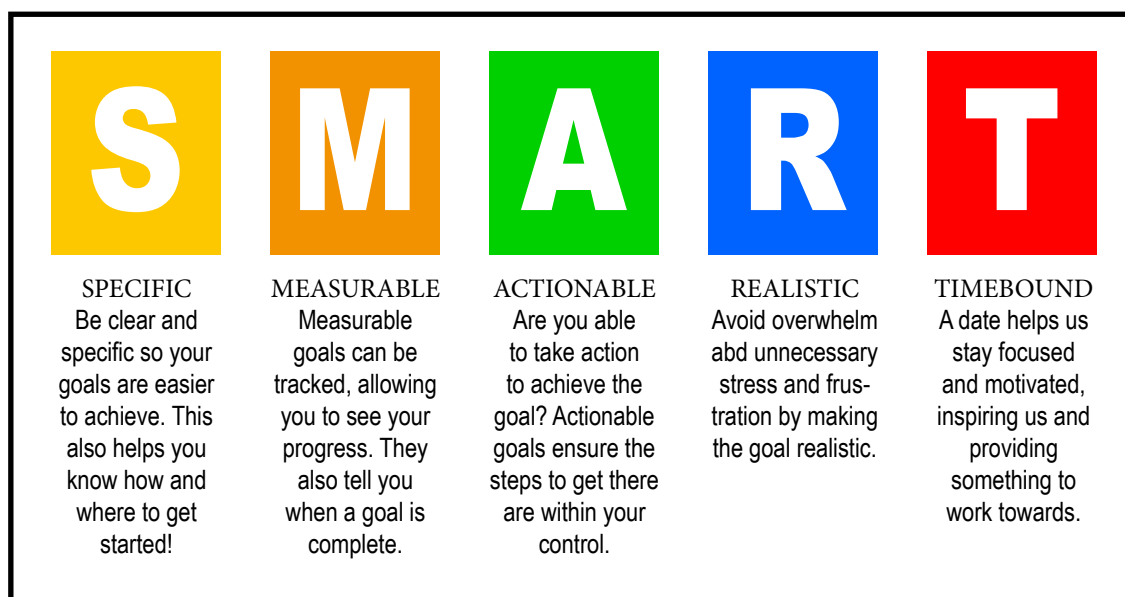 S
SPECIFIC
Be clear and
specific so your
goals are easier
to achieve. This
also helps you
know how and
where to get
started!
M
MEASURABLE
Measurable
goals can be
tracked, allowing
you to see your
progress. They
also tell you
when a goal is
complete.
A
ACTIONABLE
Are you able
to take action
to achieve the
goal? Actionable
goals ensure the
steps to get there
are within your
control.
R
REALISTIC
Avoid overwhelm
abd unnecessary
stress and frus-
tration by making
the goal realistic.
T
TIMEBOUND
A date helps us
stay focused
and motivated,
inspiring us and
providing
something to
work towards.